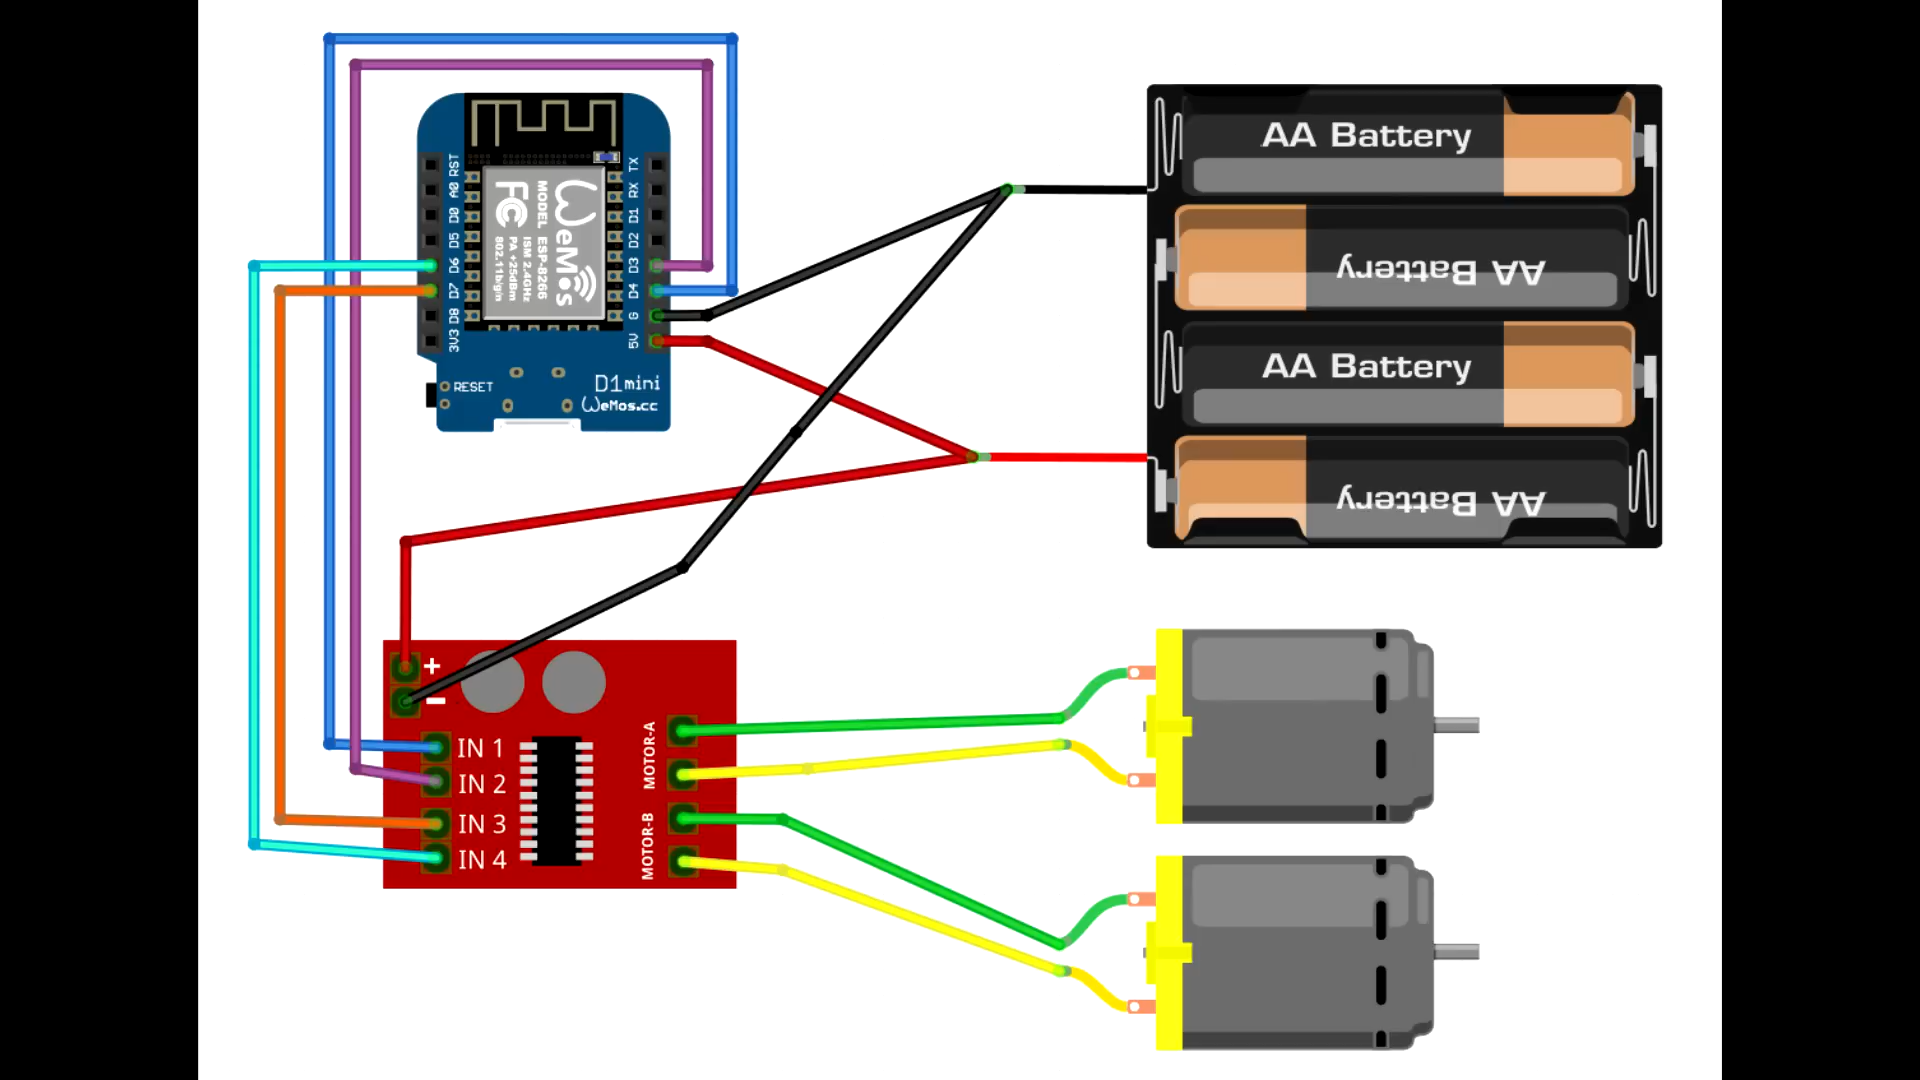 RST
A0
D0
D5
D6
D7
D8
3V3
TX
RX
D1
D2
D3
D4
G
5V
FC
WeMos
MODEL ESP-8266
ISM 2.4GHz
PA +25dBm
802.11b/g/n
RESET
D1 mini
WeMos.cc
AA Battery
AA Battery
AA Battery
AA Battery
+
−
IN 1
IN 2
IN 3
IN 4
MOTOR-A
MOTOR-B